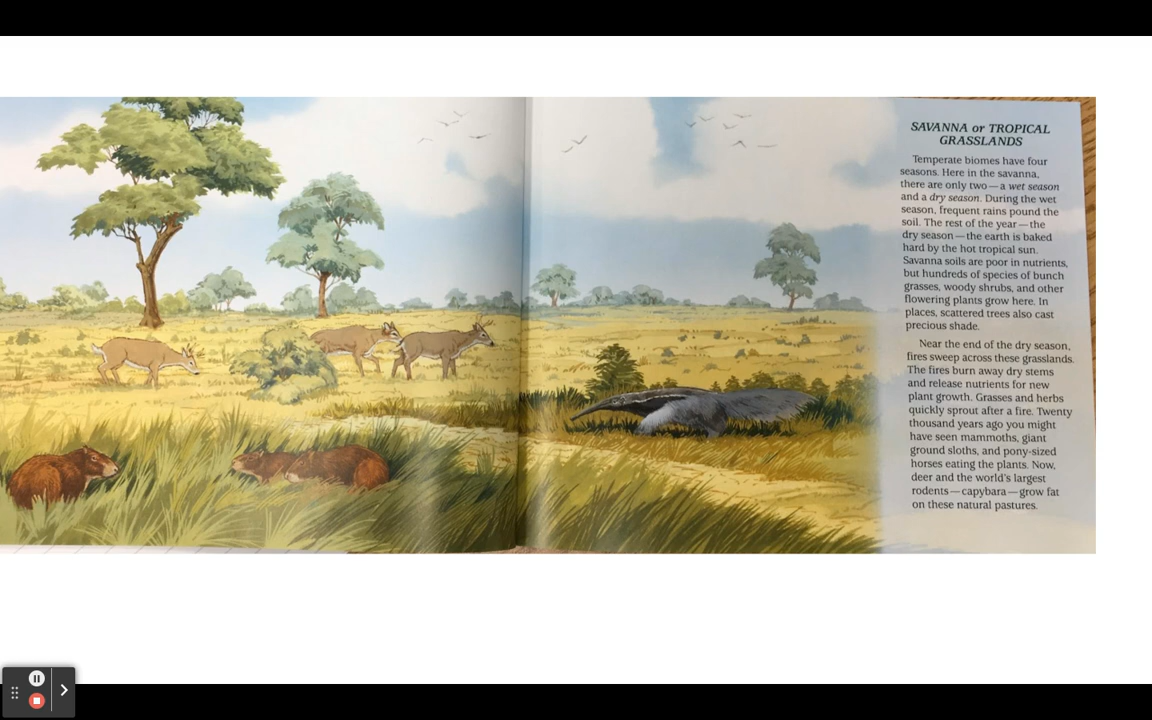 SAVANNA or TROPICAL
GRASSLANDS
Temperate biomes have four
seasons. Here in the savanna,
there are only two—a wet season
and a dry season. During the wet
season, frequent rains pound the
soil. The rest of the year—the
dry season—the earth is baked
hard by the hot tropical sun.
Savanna soils are poor in nutrients,
but hundreds of species of bunch
grasses, woody shrubs, and other
flowering plants grow here. In
places, scattered trees also cast
precious shade.
Near the end of the dry season,
fires sweep across these grasslands.
The fires burn away dry stems
and release nutrients for new
plant growth. Grasses and herbs
quickly sprout after a fire. Twenty
thousand years ago you might
have seen mammoths, giant
ground sloths, and pony-sized
horses eating the plants. Now,
deer and the world's largest
rodents—capybara—grow fat
on these natural pastures.